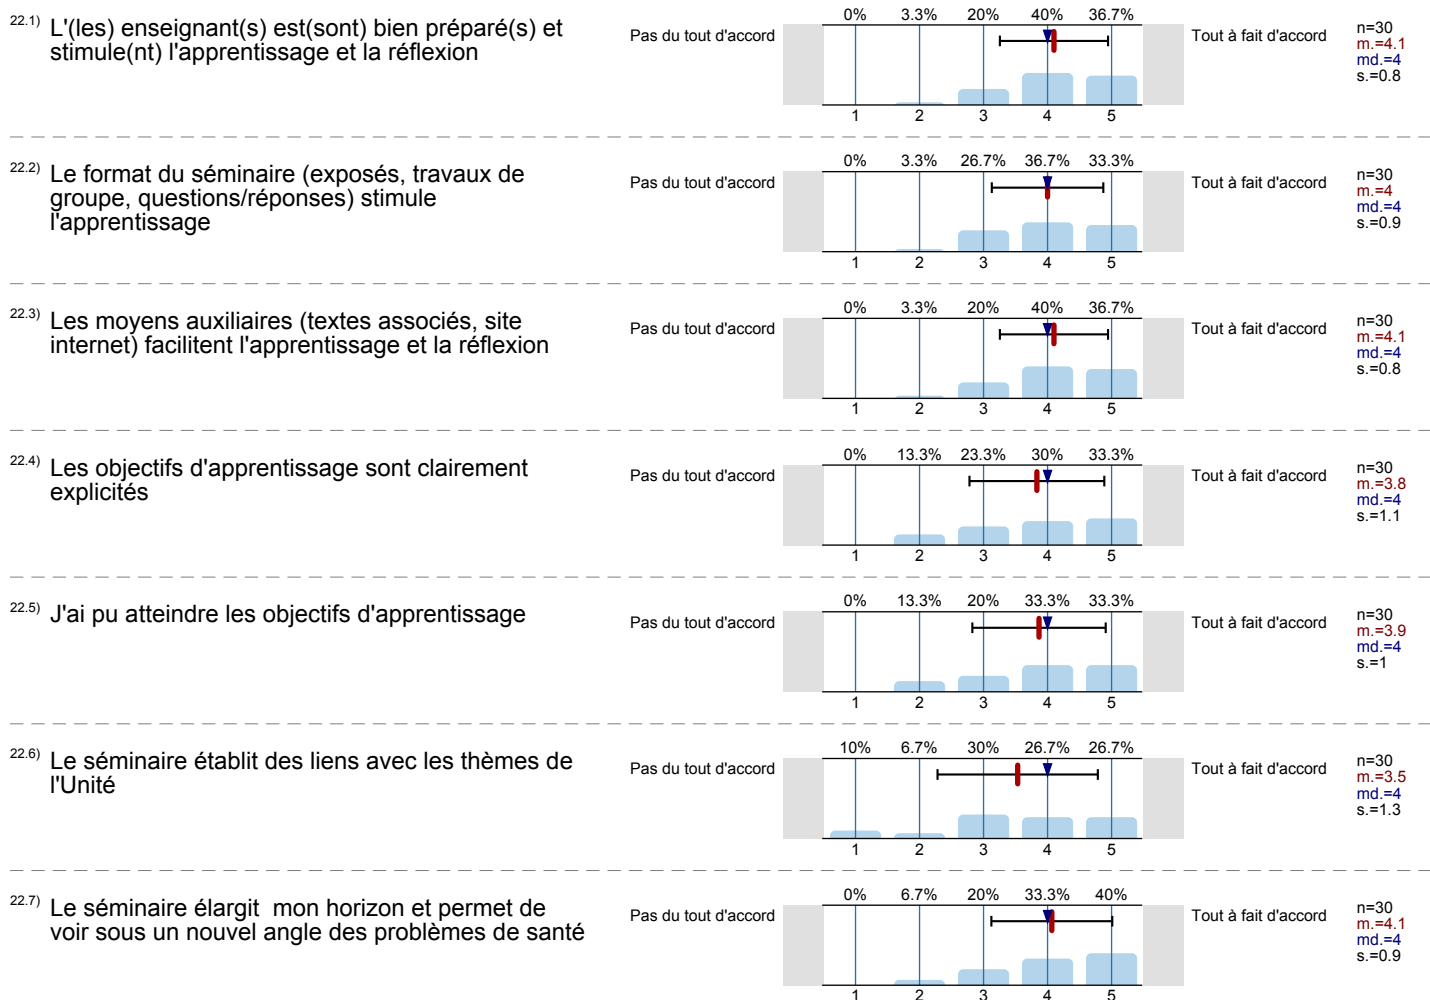 22.1) L'(les) enseignant(s) est(sont) bien préparé(s) et
stimule(nt) l'apprentissage et la réflexion
Pas du tout d'accord
0% 3.3% 20% 40% 36.7%
1 2 3 4 5
Tout à fait d'accord
n=30
m.=4.1
md.=4
s.=0.8
22.2) Le format du séminaire (exposés, travaux de
groupe, questions/réponses) stimule
l'apprentissage
Pas du tout d'accord
0% 3.3% 26.7% 36.7% 33.3%
1 2 3 4 5
Tout à fait d'accord
n=30
m.=4
md.=4
s.=0.9
22.3) Les moyens auxiliaires (textes associés, site
internet) facilitent l'apprentissage et la réflexion
Pas du tout d'accord
0% 3.3% 20% 40% 36.7%
1 2 3 4 5
Tout à fait d'accord
n=30
m.=4.1
md.=4
s.=0.8
22.4) Les objectifs d'apprentissage sont clairement
explicités
Pas du tout d'accord
0% 13.3% 23.3% 30% 33.3%
1 2 3 4 5
Tout à fait d'accord
n=30
m.=3.8
md.=4
s.=1.1
22.5) J'ai pu atteindre les objectifs d'apprentissage
Pas du tout d'accord
0% 13.3% 20% 33.3% 33.3%
1 2 3 4 5
Tout à fait d'accord
n=30
m.=3.9
md.=4
s.=1
22.6) Le séminaire établit des liens avec les thèmes de
l'Unité
Pas du tout d'accord
10% 6.7% 30% 26.7% 26.7%
1 2 3 4 5
Tout à fait d'accord
n=30
m.=3.5
md.=4
s.=1.3
22.7) Le séminaire élargit mon horizon et permet de
voir sous un nouvel angle des problèmes de santé
Pas du tout d'accord
0% 6.7% 20% 33.3% 40%
1 2 3 4 5
Tout à fait d'accord
n=30
m.=4.1
md.=4
s.=0.9